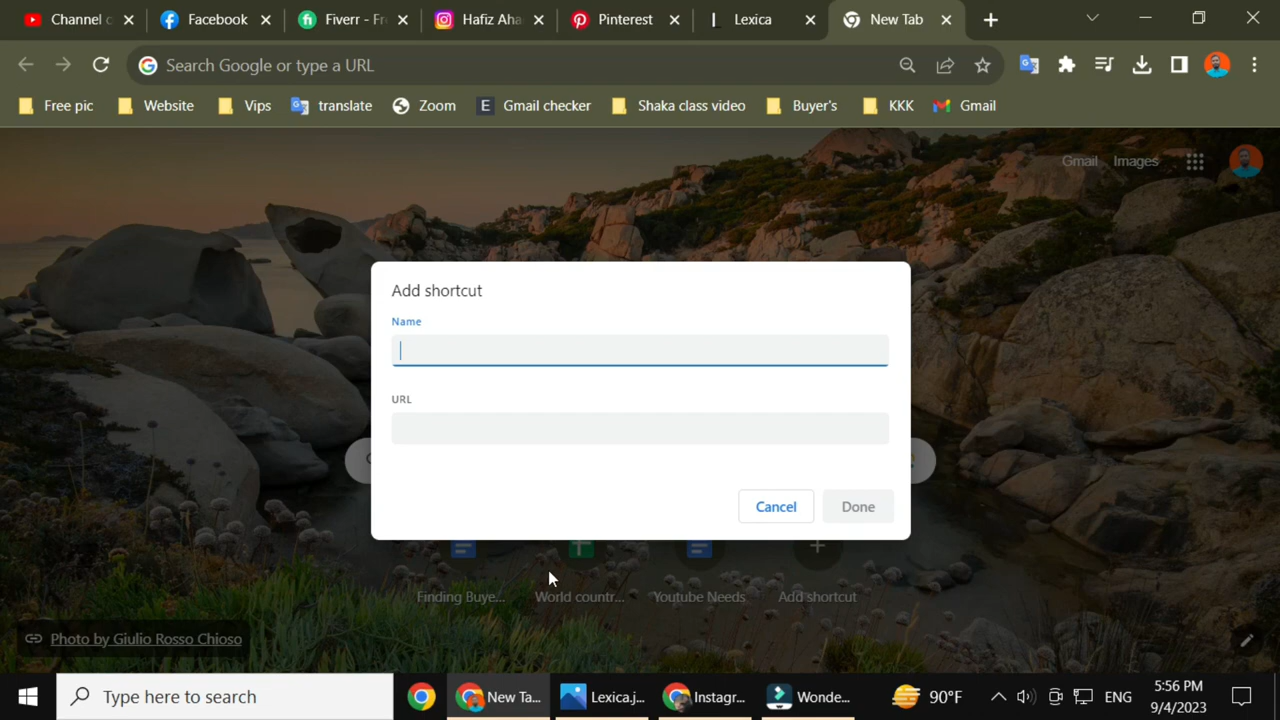 Channel c
Facebook
Fiverr - Fre
Hafiz Aha
Pinterest
Lexica
New Tab
Search Google or type a URL
Free pic
Website
Vips
translate
Zoom
Gmail checker
Shaka class video
Buyer's
KKK
Gmail
Gmail
Images
Add shortcut
Name
URL
Cancel
Done
Finding Buye...
World countr...
Youtube Needs
Add shortcut
Photo by Giulio Rosso Chioso
Type here to search
New Ta...
Lexica.j...
Instagr...
Wonde...
90°F
ENG
5:56 PM
9/4/2023